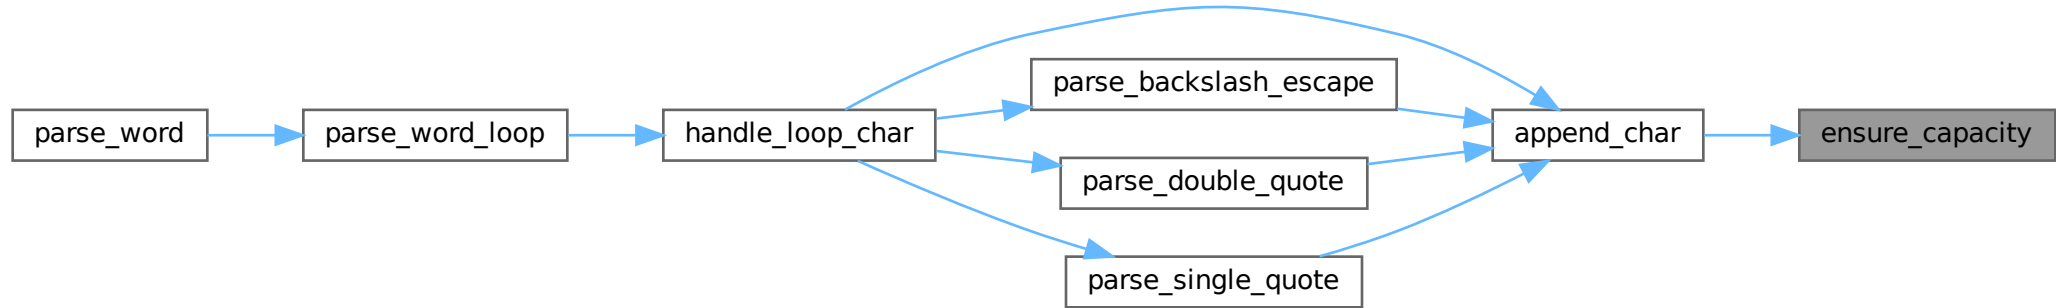 parse_word
parse_word_loop
handle_loop_char
parse_backslash_escape
parse_double_quote
parse_single_quote
append_char
ensure_capacity